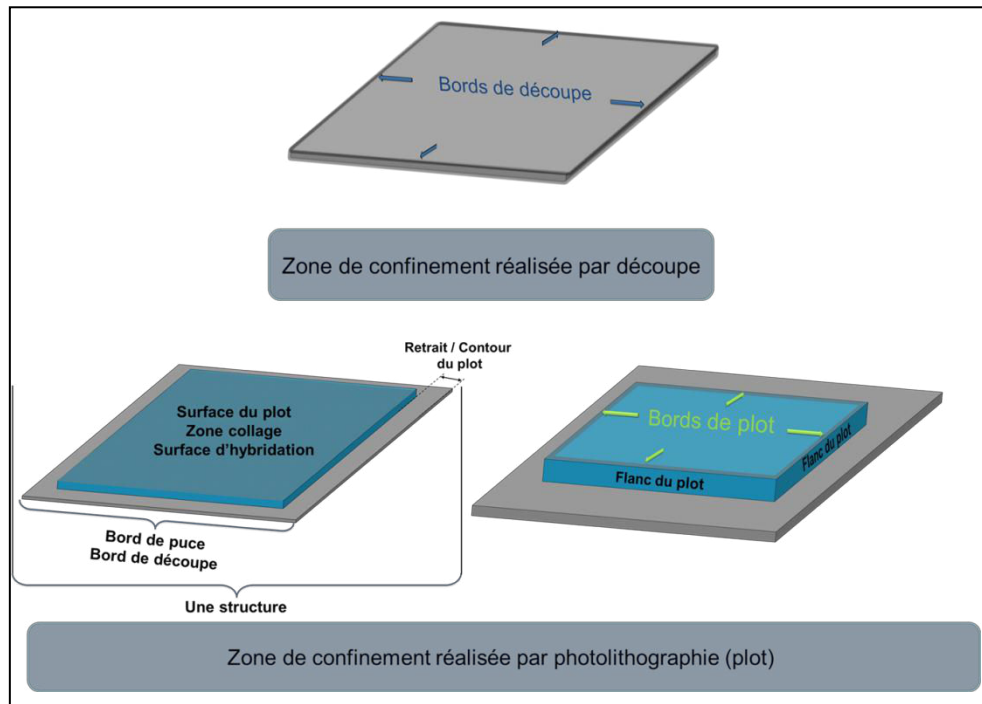 Bords de découpe
Zone de confinement réalisée par découpe
Retrait / Contour
du plot
Surface du plot
Zone collage
Surface d'hybridation
Bord de puce
Bord de découpe
Une structure
Bords de plot
Flanc du plot
Flanc du plot
Zone de confinement réalisée par photolithographie (plot)